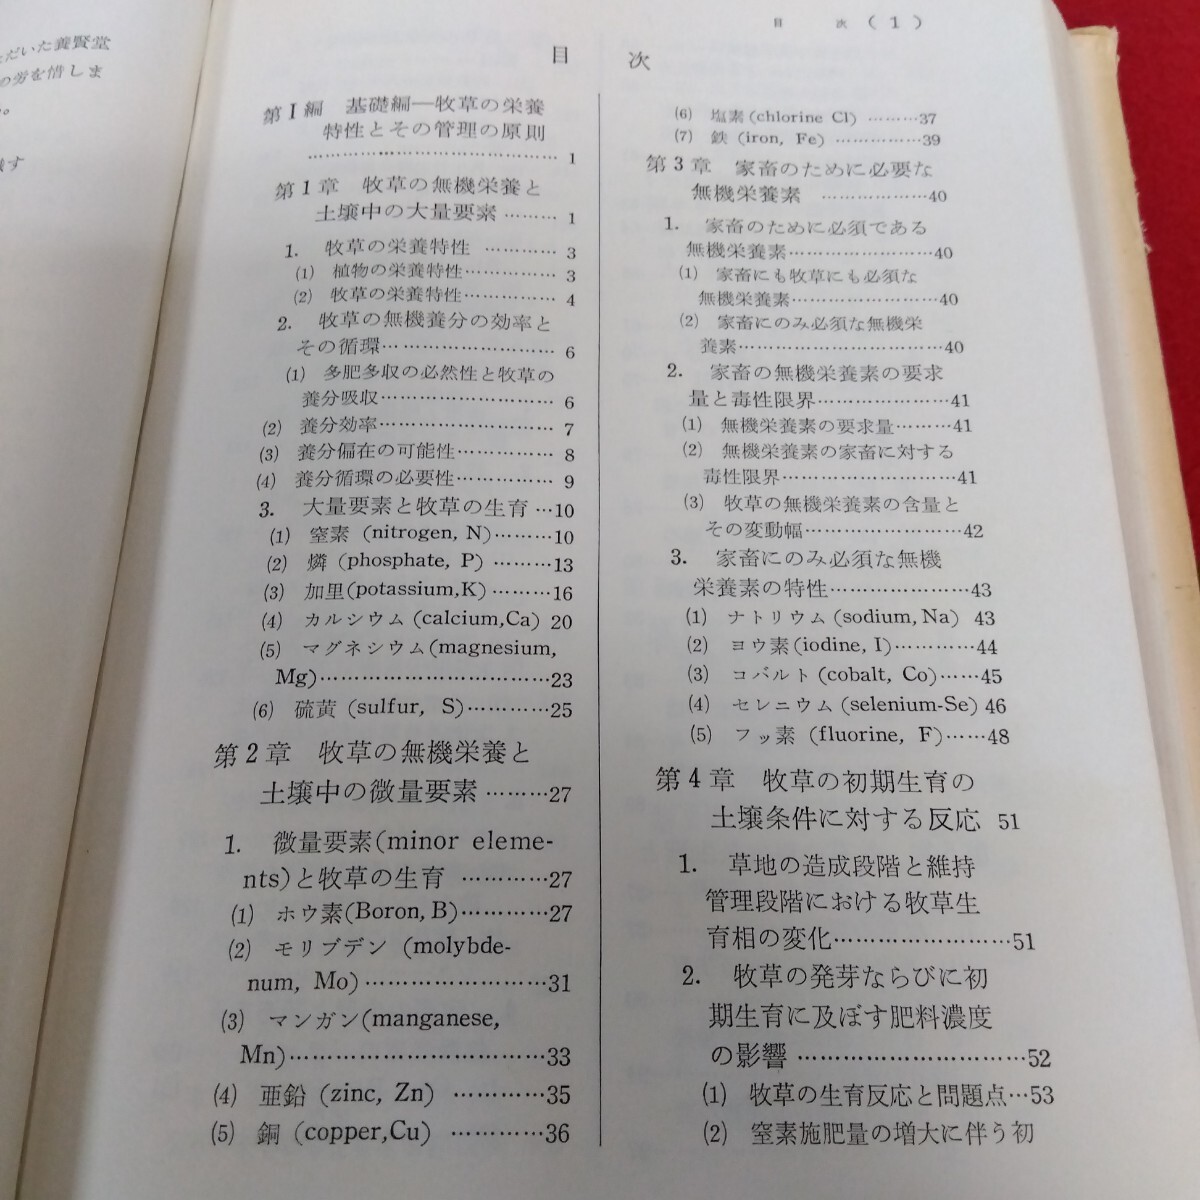 だいた養賢堂
の労を惜しま
。
す
目 次 ( 1 )
目 次
第Ⅰ編 基礎編―牧草の栄養
特性とその管理の原則
…………………………………… 1
第1章 牧草の無機栄養と
土壌中の大量要素 ……… 1
1. 牧草の栄養特性 ………… 3
(1) 植物の栄養特性…………… 3
(2) 牧草の栄養特性…………… 4
2. 牧草の無機養分の効率と
その循環………………………… 6
(1) 多肥多収の必然性と牧草の
養分吸収………………………… 6
(2) 養分効率………………………… 7
(3) 養分偏在の可能性…………… 8
(4) 養分循環の必要性…………… 9
3. 大量要素と牧草の生育 …10
(1) 窒素 (nitrogen, N)………10
(2) 燐 (phosphate, P) ………13
(3) 加里(potassium,K)………16
(4) カルシウム(calcium,Ca) 20
(5) マグネシウム(magnesium,
Mg)………………………………23
(6) 硫黄 (sulfur, S)…………25
第2章 牧草の無機栄養と
土壌中の微量要素 ………27
1. 微量要素(minor eleme-
nts)と牧草の生育 …………27
(1) ホウ素(Boron, B)…………27
(2) モリブデン (molybde-
num, Mo)……………………31
(3) マンガン(manganese,
Mn)………………………………33
(4) 亜鉛 (zinc, Zn) …………35
(5) 銅 (copper,Cu) …………36
(6) 塩素(chlorine Cl) ………37
(7) 鉄 (iron, Fe) ……………39
第3章 家畜のために必要な
無機栄養素 ………………40
1. 家畜のために必須である
無機栄養素……………………40
(1) 家畜にも牧草にも必須な
無機栄養素……………………40
(2) 家畜にのみ必須な無機栄
養素……………………………40
2. 家畜の無機栄養素の要求
量と毒性限界…………………41
(1) 無機栄養素の要求量………41
(2) 無機栄養素の家畜に対する
毒性限界………………………41
(3) 牧草の無機栄養素の含量と
その変動幅……………………42
3. 家畜にのみ必須な無機
栄養素の特性…………………43
(1) ナトリウム(sodium, Na) 43
(2) ヨウ素(iodine, I)…………44
(3) コバルト(cobalt, Co)……45
(4) セレニウム(selenium-Se) 46
(5) フッ素 (fluorine, F)……48
第4章 牧草の初期生育の
土壌条件に対する反応 51
1. 草地の造成段階と維持
管理段階における牧草生
育相の変化……………………51
2. 牧草の発芽ならびに初
期生育に及ぼす肥料濃度
の影響 …………………………52
(1) 牧草の生育反応と問題点…53
(2) 窒素施肥量の増大に伴う初